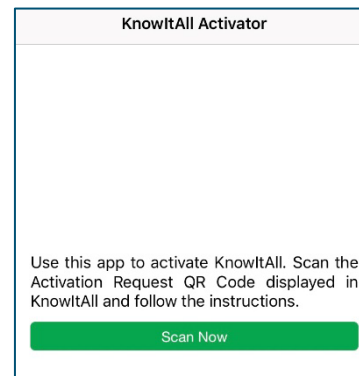 KnowItAll Activator
Use this app to activate KnowItAll. Scan the
Activation Request QR Code displayed in
KnowItAll and follow the instructions.
Scan Now